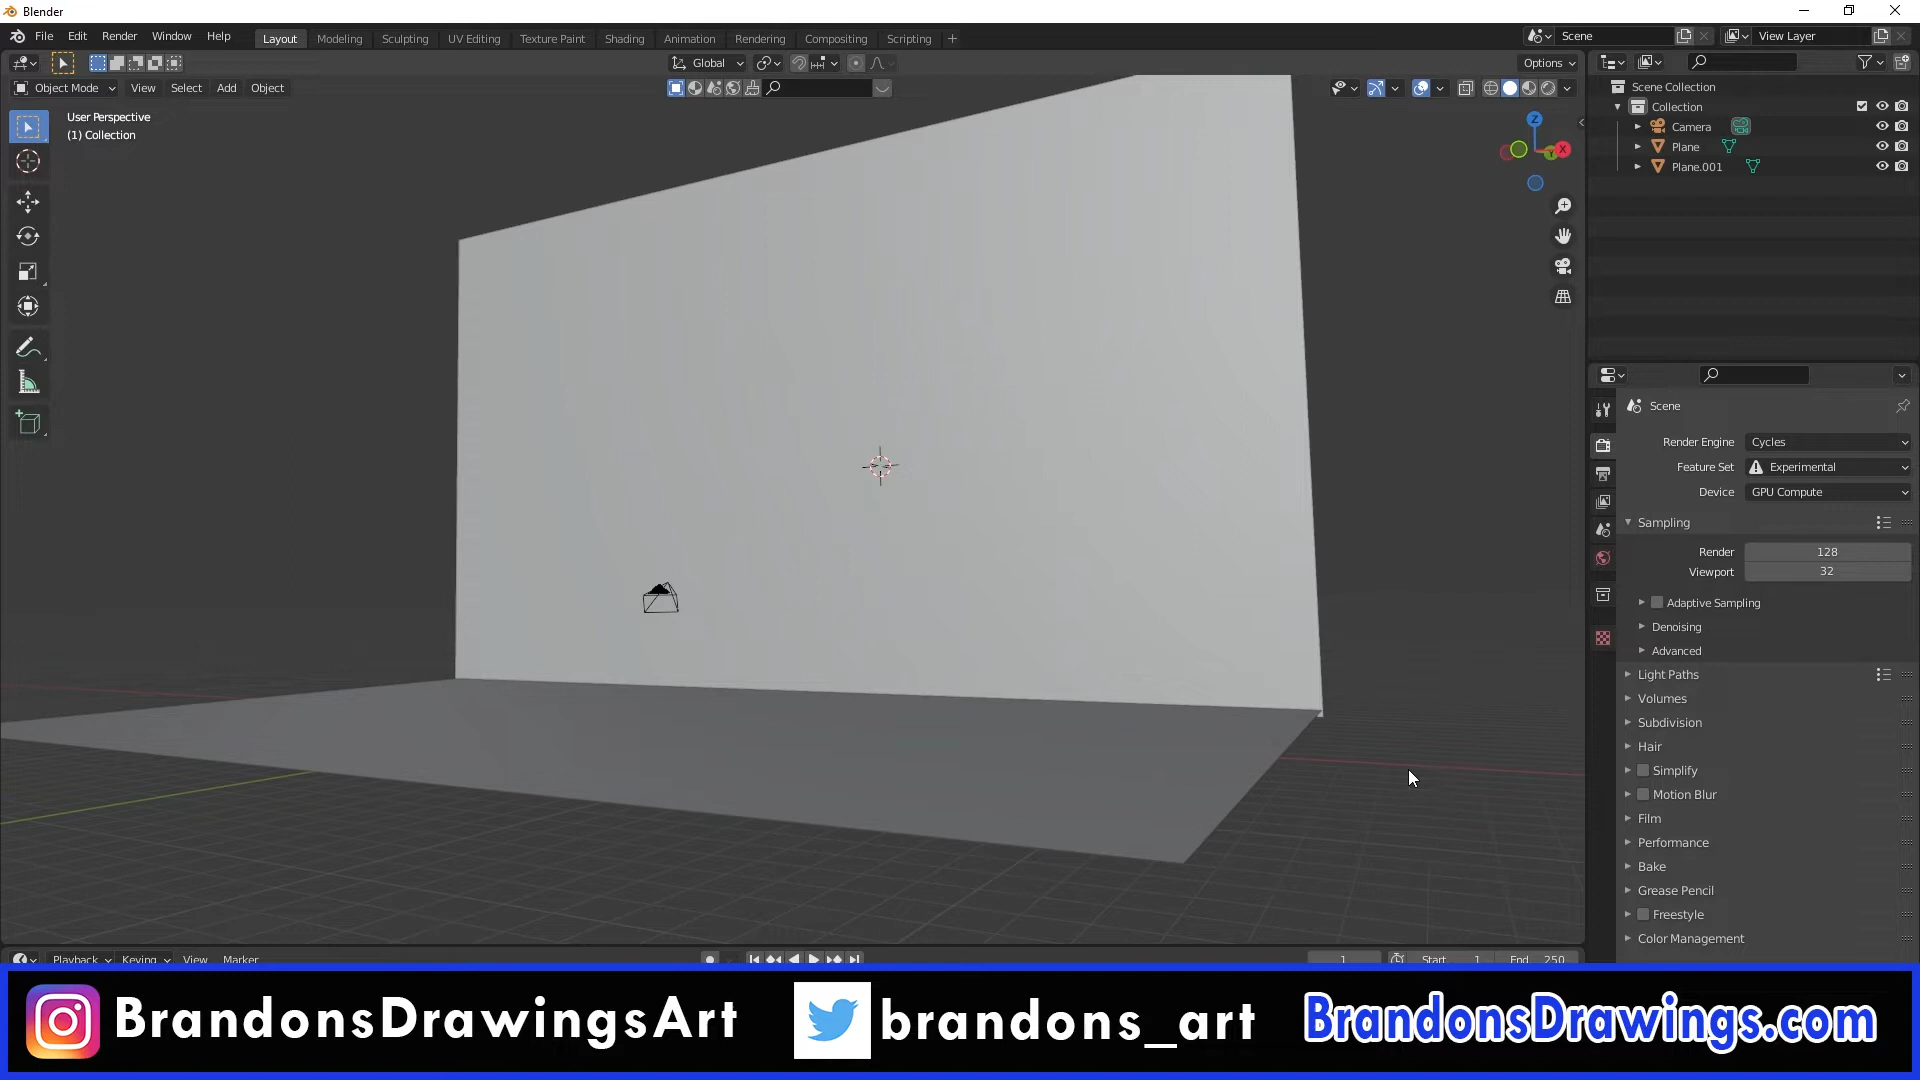 Blender
File Edit Render Window Help Layout Modeling Sculpting UV Editing Texture Paint Shading Animation Rendering Compositing Scripting + Scene View Layer
Global Options
Object Mode View Select Add Object
User Perspective
(1) Collection
Z
X
Y
Scene Collection
Collection
Camera
Plane
Plane.001
Scene
Render Engine Cycles
Feature Set Experimental
Device GPU Compute
Sampling
Render 128
Viewport 32
Adaptive Sampling
Denoising
Advanced
Light Paths
Volumes
Subdivision
Hair
Simplify
Motion Blur
Film
Performance
Bake
Grease Pencil
Freestyle
Color Management
Playback Keying View Marker 1 Start 1 End 250
BrandonsDrawingsArt brandons_art BrandonsDrawings.com